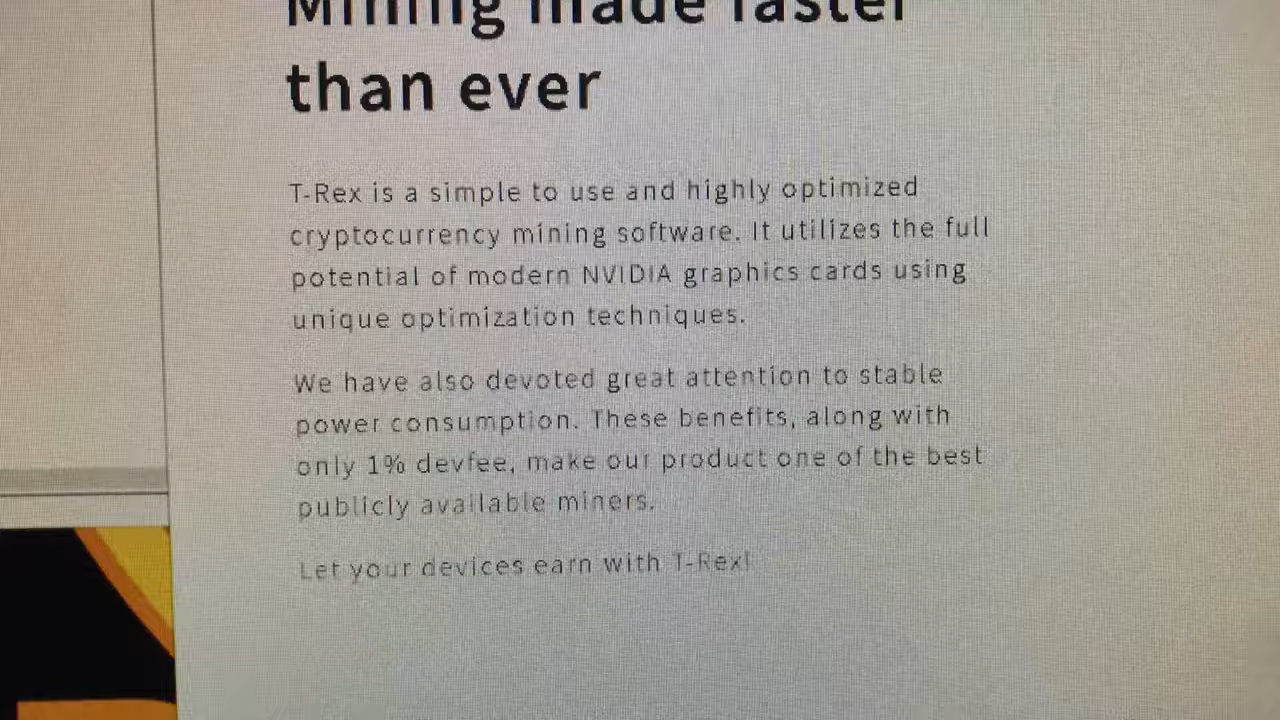 Mining made faster
than ever
T-Rex is a simple to use and highly optimized
cryptocurrency mining software. It utilizes the full
potential of modern NVIDIA graphics cards using
unique optimization techniques.
We have also devoted great attention to stable
power consumption. These benefits, along with
only 1% devfee, make our product one of the best
publicly available miners.
Let your devices earn with T-Rex!